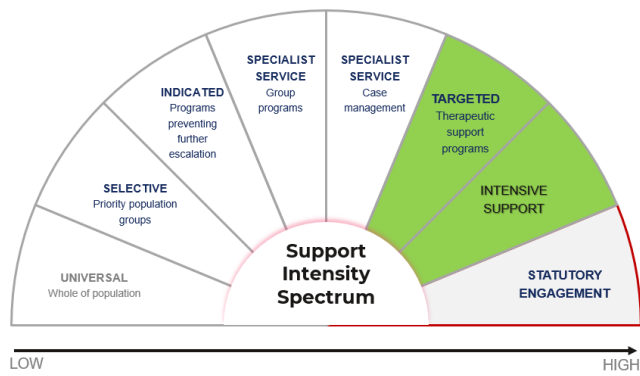 UNIVERSAL
Whole of population
SELECTIVE
Priority population
groups
INDICATED
Programs
preventing
further
escalation
SPECIALIST
SERVICE
Group
programs
SPECIALIST
SERVICE
Case
management
TARGETED
Therapeutic
support
programs
INTENSIVE
SUPPORT
STATUTORY
ENGAGEMENT
Support
Intensity
Spectrum
LOW
HIGH